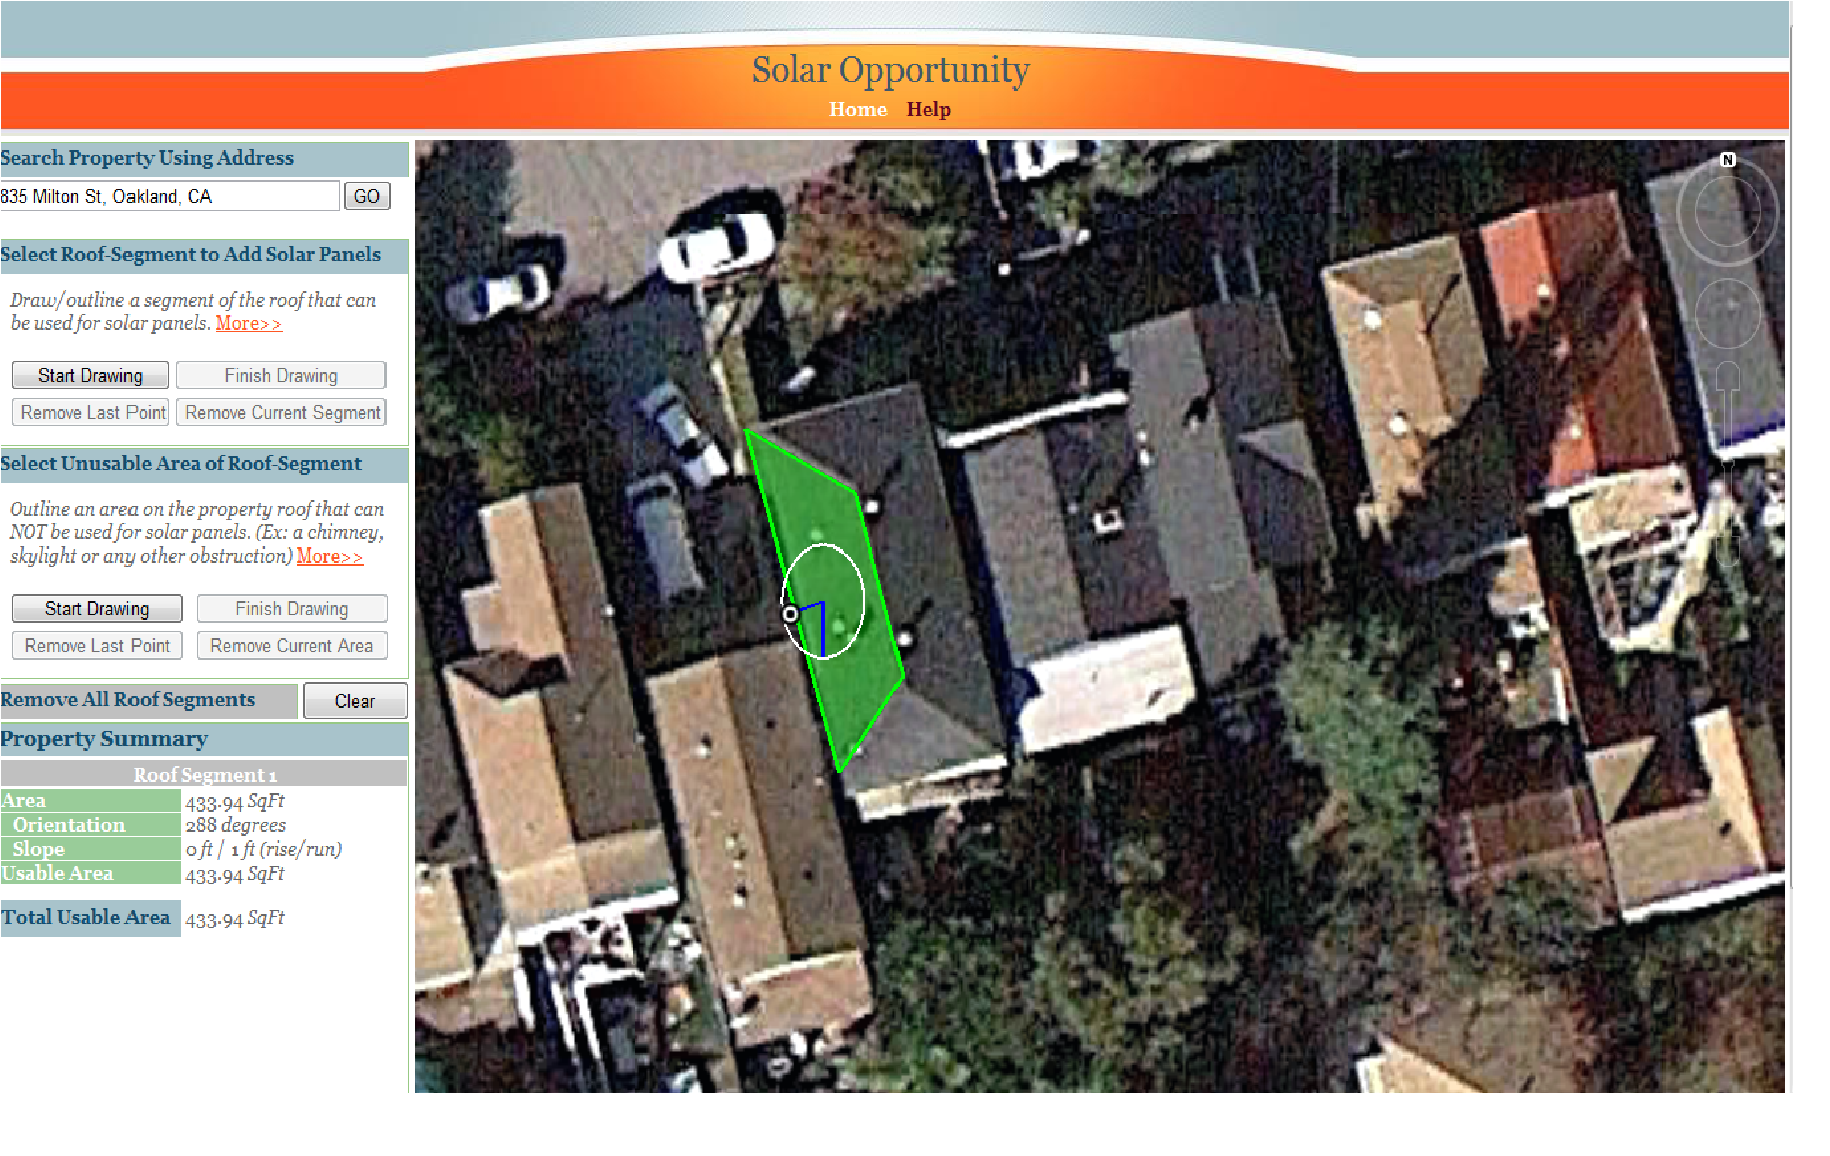 Solar Opportunity
Home Help
Search Property Using Address
835 Milton St, Oakland, CA GO
Select Roof-Segment to Add Solar Panels
Draw/outline a segment of the roof that can
be used for solar panels. More>>
Start Drawing Finish Drawing
Remove Last Point Remove Current Segment
Select Unusable Area of Roof-Segment
Outline an area on the property roof that can
NOT be used for solar panels. (Ex: a chimney,
skylight or any other obstruction) More>>
Start Drawing Finish Drawing
Remove Last Point Remove Current Area
Remove All Roof Segments Clear
Property Summary
Roof Segment 1
Area 433.94 SqFt
Orientation 288 degrees
Slope 0 ft / 1 ft (rise/run)
Usable Area 433.94 SqFt
Total Usable Area 433.94 SqFt
N